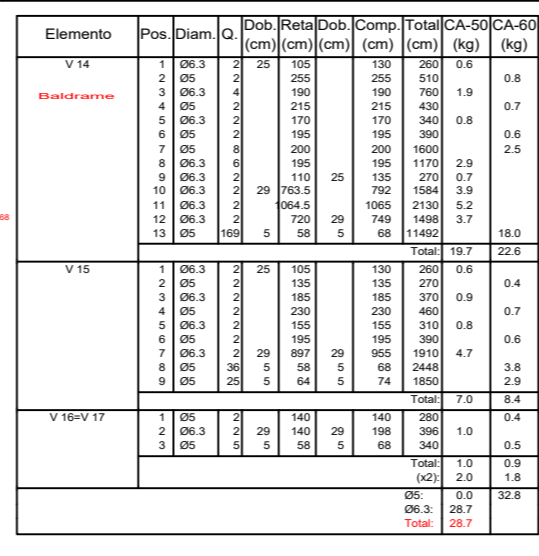 Elemento Pos. Diam. Q. Dob. (cm) Reta (cm) Dob. (cm) Comp. (cm) Total (cm) CA-50 (kg) CA-60 (kg)
V 14 1 Ø6.3 2 25 105 130 260 0.6
2 Ø5 2 255 255 510 0.8
Baldrame 3 Ø6.3 4 190 190 760 1.9
4 Ø5 2 215 215 430 0.7
5 Ø6.3 2 170 170 340 0.8
6 Ø5 2 195 195 390 0.6
7 Ø5 8 200 200 1600 2.5
8 Ø6.3 6 195 195 1170 2.9
9 Ø6.3 2 110 25 135 270 0.7
10 Ø6.3 2 29 763.5 792 1584 3.9
11 Ø6.3 2 1064.5 1065 2130 5.2
68 12 Ø6.3 2 720 29 749 1498 3.7
13 Ø5 169 5 58 5 68 11492 18.0
Total: 19.7 22.6
V 15 1 Ø6.3 2 25 105 130 260 0.6
2 Ø5 2 135 135 270 0.4
3 Ø6.3 2 185 185 370 0.9
4 Ø5 2 230 230 460 0.7
5 Ø6.3 2 155 155 310 0.8
6 Ø5 2 195 195 390 0.6
7 Ø6.3 2 29 897 29 955 1910 4.7
8 Ø5 36 5 58 5 68 2448 3.8
9 Ø5 25 5 64 5 74 1850 2.9
Total: 7.0 8.4
V 16=V 17 1 Ø5 2 140 140 280 0.4
2 Ø6.3 2 29 140 29 198 396 1.0
3 Ø5 5 5 58 5 68 340 0.5
Total: 1.0 0.9
(x2): 2.0 1.8
Ø5: 0.0 32.8
Ø6.3: 28.7
Total: 28.7